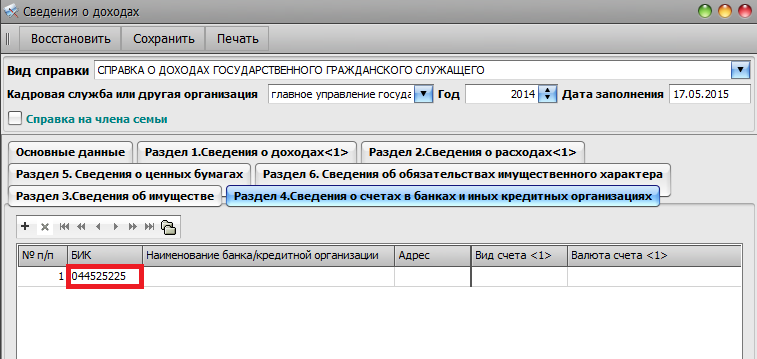 Сведения о доходах
Восстановить Сохранить Печать
Вид справки СПРАВКА О ДОХОДАХ ГОСУДАРСТВЕННОГО ГРАЖДАНСКОГО СЛУЖАЩЕГО
Кадровая служба или другая организация главное управление госуда Год 2014 Дата заполнения 17.05.2015
Справка на члена семьи
Основные данные Раздел 1.Сведения о доходах<1> Раздел 2.Сведения о расходах<1>
Раздел 5. Сведения о ценных бумагах Раздел 6. Сведения об обязательствах имущественного характера
Раздел 3.Сведения об имуществе Раздел 4.Сведения о счетах в банках и иных кредитных организациях
№ п/п БИК Наименование банка/кредитной организации Адрес Вид счета <1> Валюта счета <1>
1 044525225